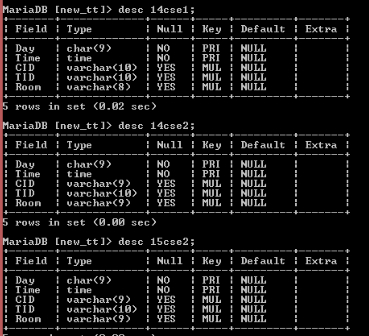 MariaDB [new_tt]> desc 14cse1;
+-------+-------------+------+-----+---------+-------+
| Field | Type | Null | Key | Default | Extra |
+-------+-------------+------+-----+---------+-------+
| Day | char(9) | NO | PRI | NULL | |
| Time | time | NO | PRI | NULL | |
| CID | varchar(10) | YES | MUL | NULL | |
| TID | varchar(10) | YES | MUL | NULL | |
| Room | varchar(8) | YES | MUL | NULL | |
+-------+-------------+------+-----+---------+-------+
5 rows in set (0.02 sec)
MariaDB [new_tt]> desc 14cse2;
+-------+-------------+------+-----+---------+-------+
| Field | Type | Null | Key | Default | Extra |
+-------+-------------+------+-----+---------+-------+
| Day | char(9) | NO | PRI | NULL | |
| Time | time | NO | PRI | NULL | |
| CID | varchar(9) | YES | MUL | NULL | |
| TID | varchar(10) | YES | MUL | NULL | |
| Room | varchar(9) | YES | MUL | NULL | |
+-------+-------------+------+-----+---------+-------+
5 rows in set (0.00 sec)
MariaDB [new_tt]> desc 15cse2;
+-------+-------------+------+-----+---------+-------+
| Field | Type | Null | Key | Default | Extra |
+-------+-------------+------+-----+---------+-------+
| Day | char(9) | NO | PRI | NULL | |
| Time | time | NO | PRI | NULL | |
| CID | varchar(9) | YES | MUL | NULL | |
| TID | varchar(10) | YES | MUL | NULL | |
| Room | varchar(9) | YES | MUL | NULL | |
+-------+-------------+------+-----+---------+-------+